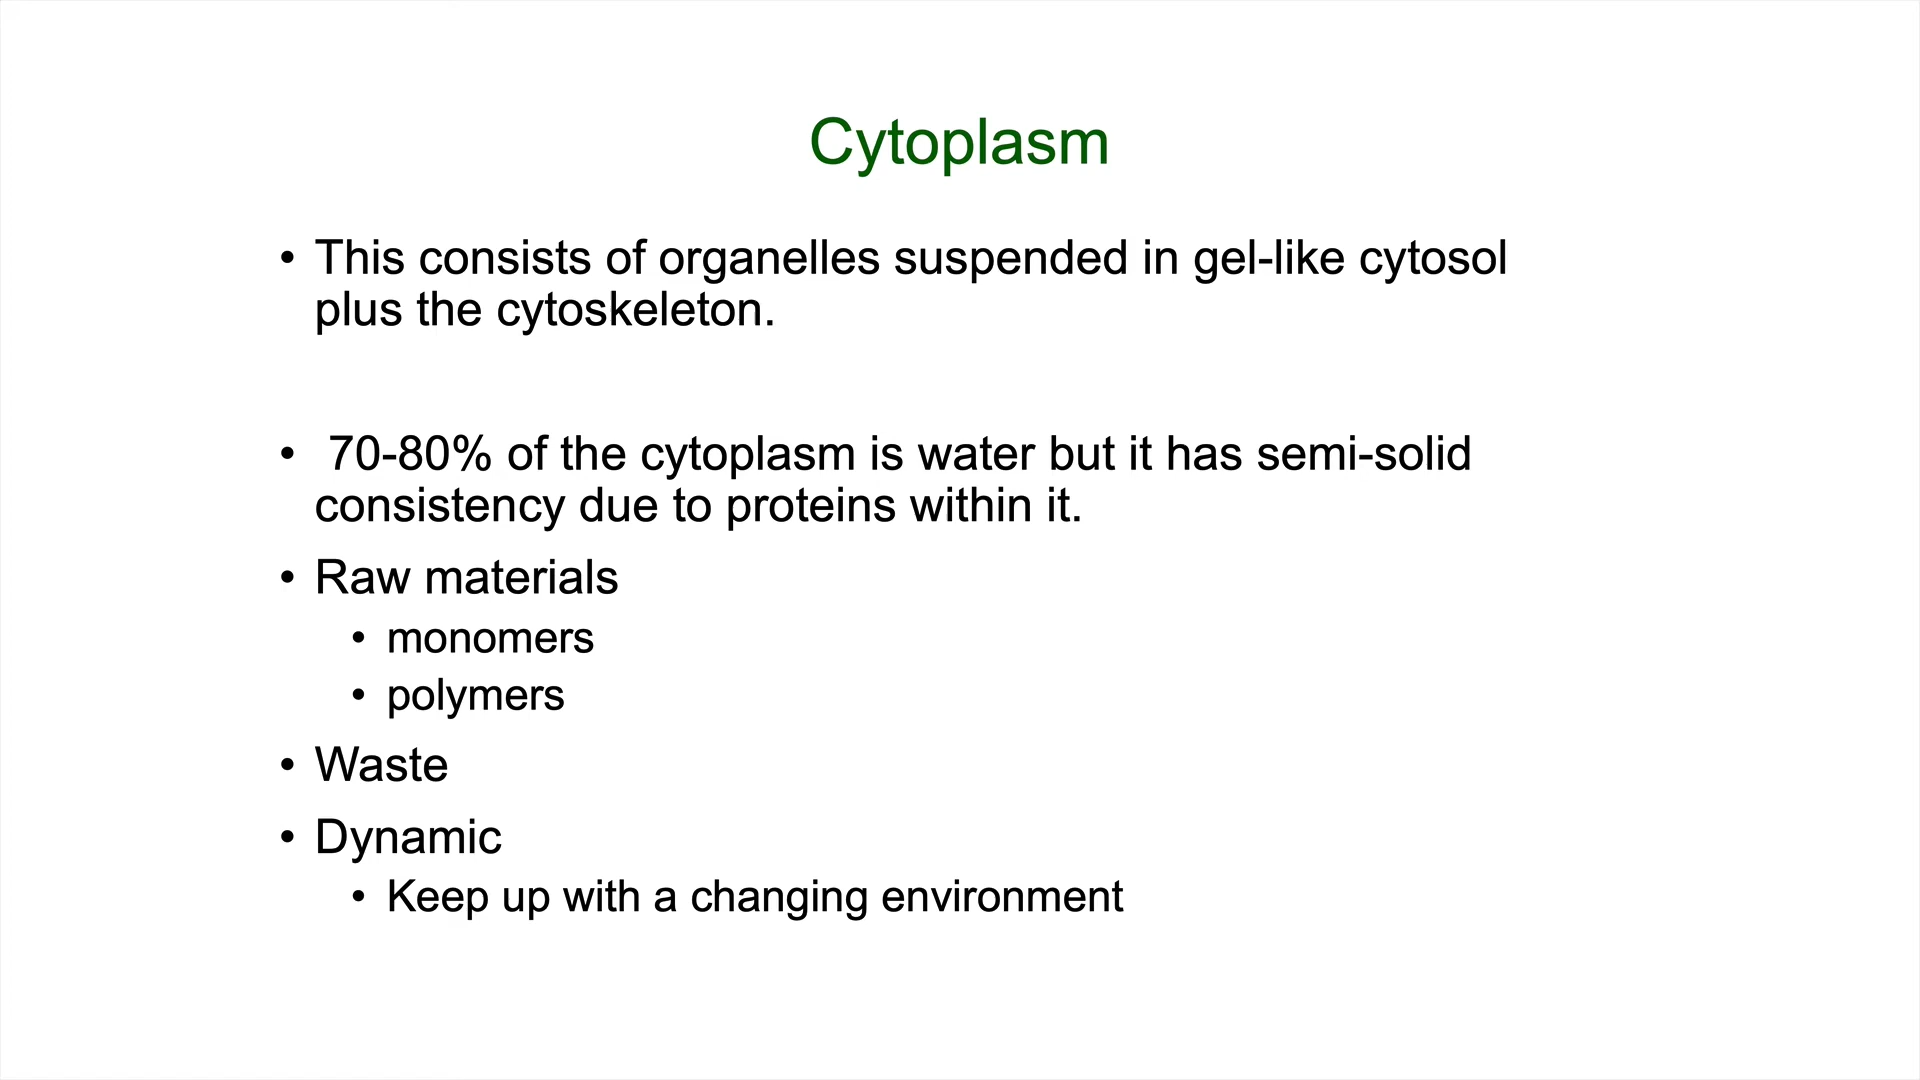 Cytoplasm
• This consists of organelles suspended in gel-like cytosol
plus the cytoskeleton.
• 70-80% of the cytoplasm is water but it has semi-solid
consistency due to proteins within it.
• Raw materials
• monomers
• polymers
• Waste
• Dynamic
• Keep up with a changing environment